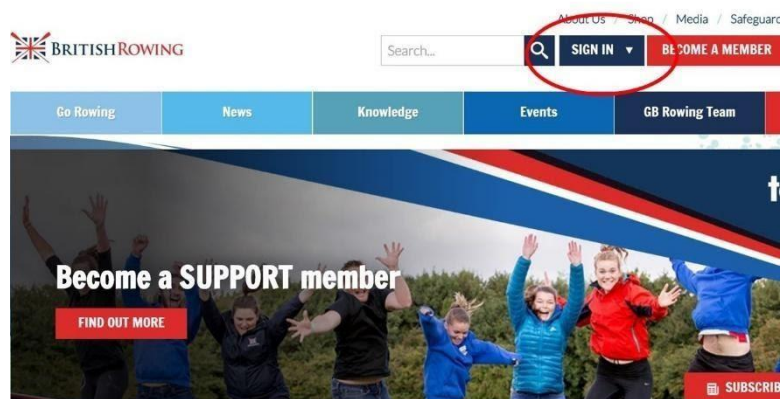 About Us / Shop / Media / Safeguard
BRITISH ROWING
Search...
SIGN IN ▼
BECOME A MEMBER
Go Rowing
News
Knowledge
Events
GB Rowing Team
t
Become a SUPPORT member
FIND OUT MORE
SUBSCRIB